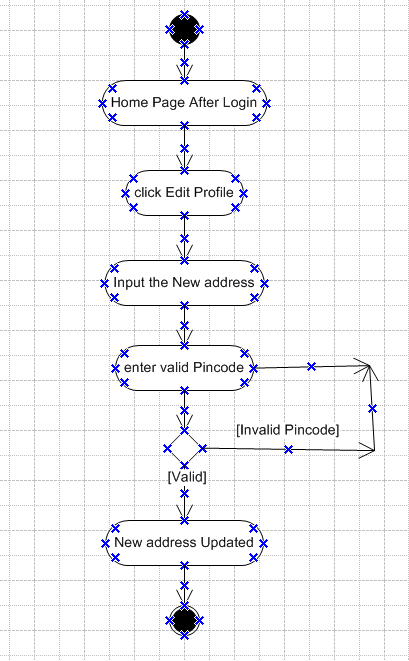 Home Page After Login
click Edit Profile
Input the New address
enter valid Pincode
[Invalid Pincode]
[Valid]
New address Updated